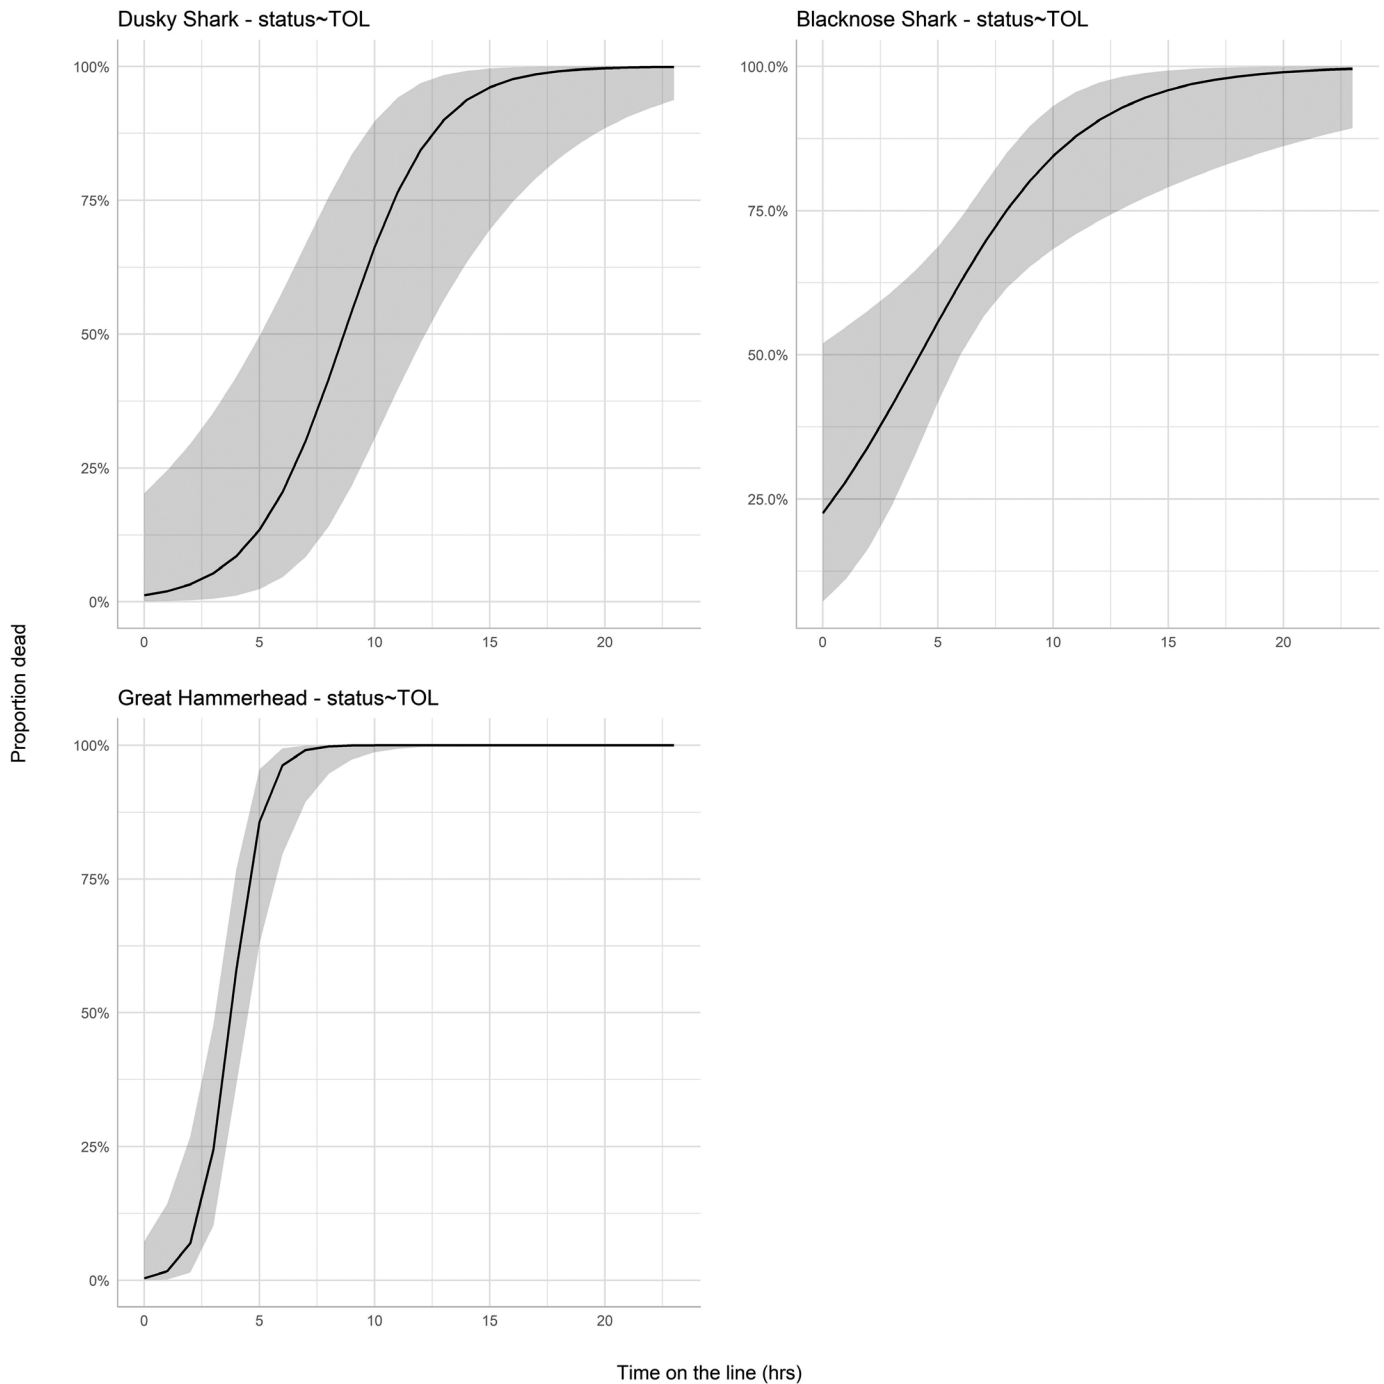 Dusky Shark - status~TOL
100%
75%
50%
25%
0%
0 5 10 15 20
Blacknose Shark - status~TOL
100.0%
75.0%
50.0%
25.0%
0 5 10 15 20
Great Hammerhead - status~TOL
100%
75%
50%
25%
0%
0 5 10 15 20
Proportion dead
Time on the line (hrs)